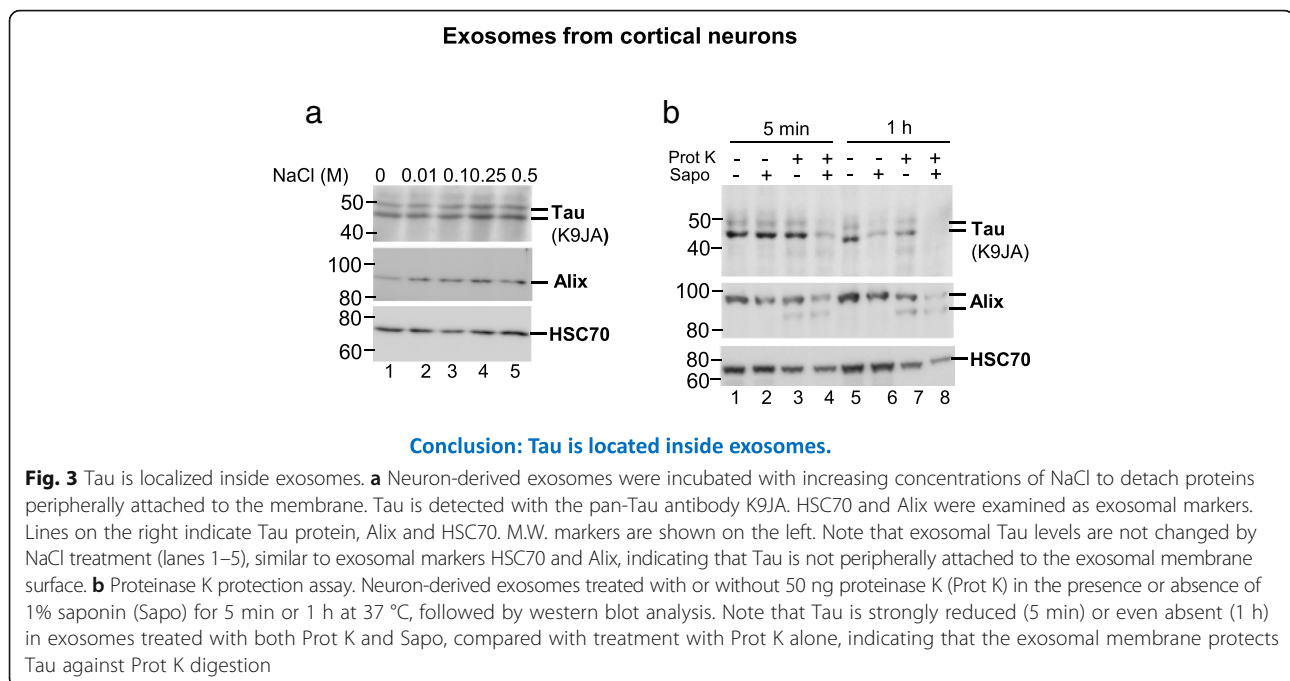 Exosomes from cortical neurons
a
NaCl (M) 0 0.01 0.1 0.25 0.5
50
40
Tau
(K9JA)
100
80
Alix
80
60
HSC70
1 2 3 4 5
b
5 min 1 h
Prot K - - + + - - + +
Sapo - + - + - + - +
50
40
Tau
(K9JA)
100
80
Alix
80
60
HSC70
1 2 3 4 5 6 7 8
Conclusion: Tau is located inside exosomes.
Fig. 3 Tau is localized inside exosomes. a Neuron-derived exosomes were incubated with increasing concentrations of NaCl to detach proteins
peripherally attached to the membrane. Tau is detected with the pan-Tau antibody K9JA. HSC70 and Alix were examined as exosomal markers.
Lines on the right indicate Tau protein, Alix and HSC70. M.W. markers are shown on the left. Note that exosomal Tau levels are not changed by
NaCl treatment (lanes 1–5), similar to exosomal markers HSC70 and Alix, indicating that Tau is not peripherally attached to the exosomal membrane
surface. b Proteinase K protection assay. Neuron-derived exosomes treated with or without 50 ng proteinase K (Prot K) in the presence or absence of
1% saponin (Sapo) for 5 min or 1 h at 37 °C, followed by western blot analysis. Note that Tau is strongly reduced (5 min) or even absent (1 h)
in exosomes treated with both Prot K and Sapo, compared with treatment with Prot K alone, indicating that the exosomal membrane protects
Tau against Prot K digestion